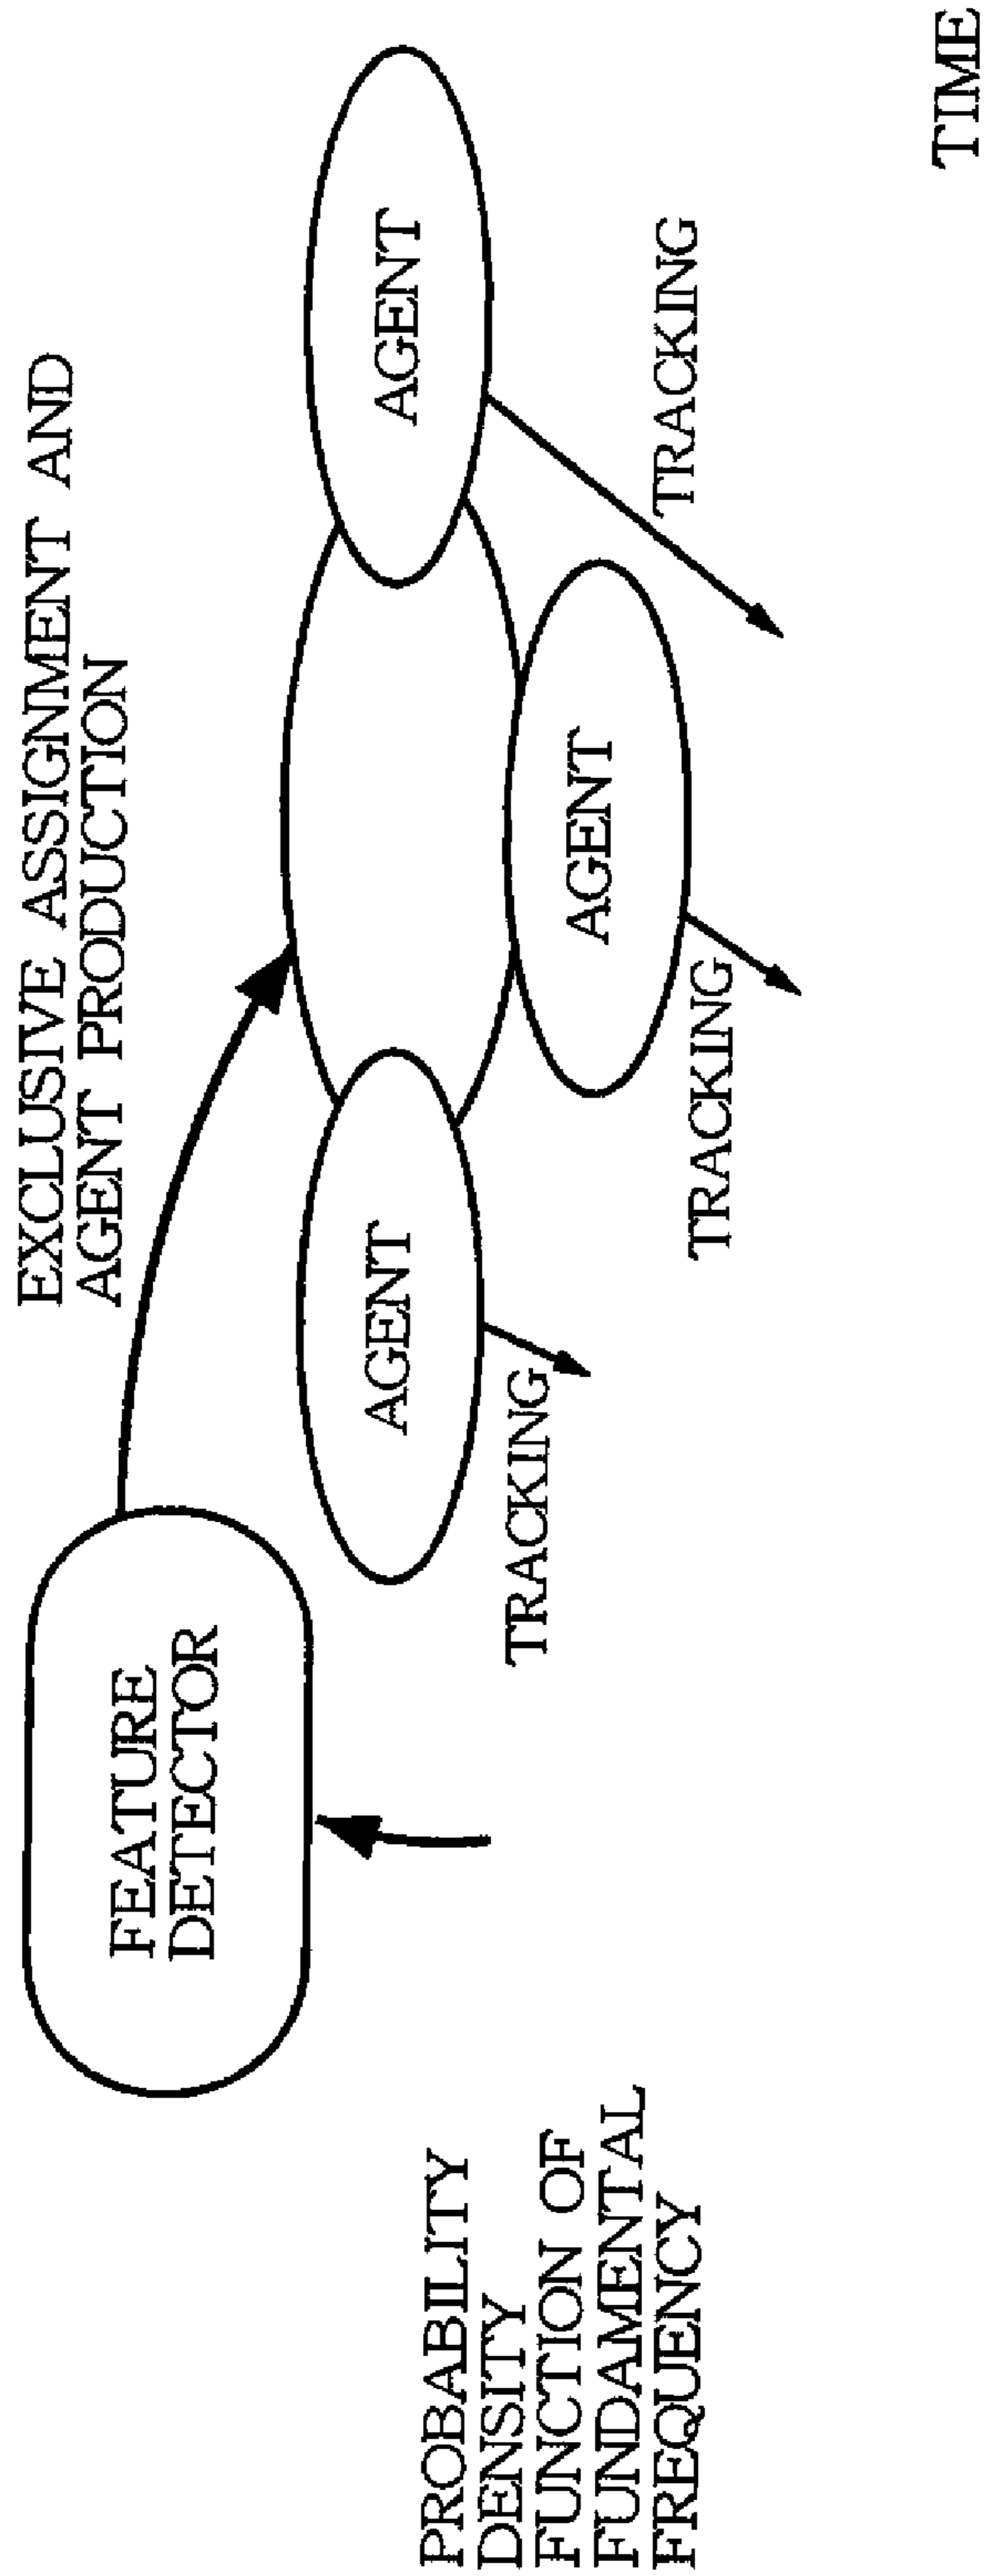 EXCLUSIVE ASSIGNMENT AND
AGENT PRODUCTION
FEATURE
DETECTOR
AGENT
AGENT
AGENT
TRACKING
TRACKING
TRACKING
PROBABILITY
DENSITY
FUNCTION OF
FUNDAMENTAL
FREQUENCY
TIME